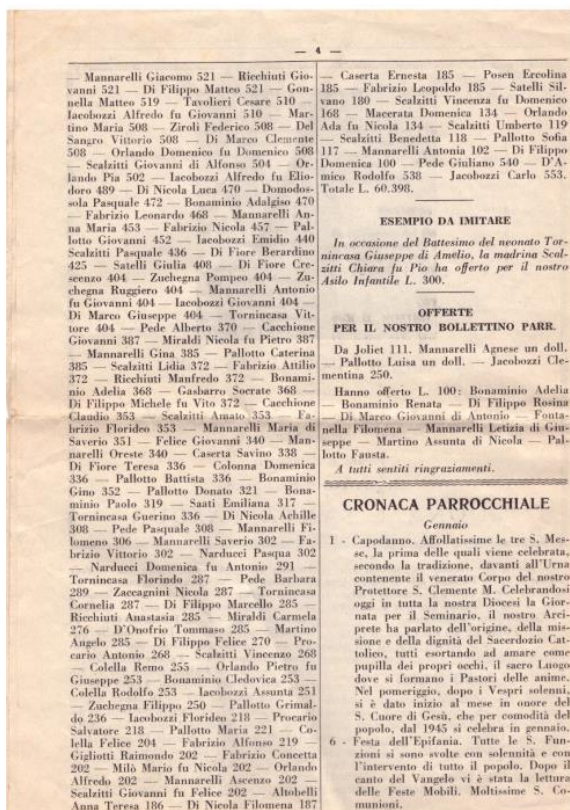 — 4 —
— Mannarelli Giacomo 521 — Ricchiuti Gio-
vanni 521 — Di Filippo Matteo 521 — Gon-
nella Matteo 519 — Tavolieri Cesare 510 —
Iacobozzi Alfredo fu Giovanni 510 — Mar-
tino Maria 508 — Ziroli Federico 508 — Del
Sangro Vittorio 508 — Di Marco Clemente
508 — Orlando Domenico fu Domenico 508
— Scalzitti Giovanni di Alfonso 504 — Or-
lando Pia 502 — Iacobozzi Alfredo fu Elio-
doro 489 — Di Nicola Luca 470 — Domodos-
sola Pasquale 472 — Bonaminio Adalgiso 470
— Fabrizio Leonardo 468 — Mannarelli An-
na Maria 453 — Fabrizio Nicola 457 — Pal-
lotto Giovanni 452 — Iacobozzi Emidio 440
Scalzitti Pasquale 436 — Di Fiore Berardino
425 — Satelli Giulia 408 — Di Fiore Cre-
scenzo 404 — Zuchegna Pompeo 404 — Zu-
chegna Ruggiero 404 — Mannarelli Antonio
fu Giovanni 404 — Iacobozzi Giovanni 404 —
Di Marco Giuseppe 404 — Tornincasa Vit-
tore 404 — Pede Alberto 370 — Cacchione
Giovanni 387 — Miraldi Nicola fu Pietro 387
— Mannarelli Gina 385 — Pallotto Caterina
385 — Scalzitti Lidia 372 — Fabrizio Attilio
372 — Ricchiuti Manfredo 372 — Bonami-
nio Adelia 368 — Gasbarro Socrate 368 —
Di Filippo Michele fu Vito 372 — Cacchione
Claudio 353 — Scalzitti Amato 353 — Fa-
brizio Florideo 353 — Mannarelli Maria di
Saverio 351 — Felice Giovanni 340 — Man-
narelli Oreste 340 — Caserta Savino 338 —
Di Fiore Teresa 336 — Colonna Domenica
336 — Pallotto Battista 336 — Bonaminio
Gino 352 — Pallotto Donato 321 — Bona-
minio Paolo 319 — Saati Emiliana 317 —
Tornincasa Guerino 336 — Di Nicola Achille
308 — Pede Pasquale 308 — Mannarelli Fi-
lomeno 306 — Mannarelli Saverio 302 — Fa-
brizio Vittorio 302 — Narducci Pasqua 302
— Narducci Domenica fu Antonio 291 —
Tornincasa Florindo 287 — Pede Barbara
289 — Zaccagnini Nicola 287 — Tornincasa
Cornelia 287 — Di Filippo Marcello 285 —
Ricchiuti Anastasia 285 — Miraldi Carmela
276 — D'Onofrio Tommaso 285 — Martino
Angelo 285 — Di Filippo Felice 270 — Pro-
cario Antonio 268 — Scalzitti Vincenzo 268
— Colella Remo 255 — Orlando Pietro fu
Giuseppe 253 — Bonaminio Cledovica 253 —
Colella Rodolfo 253 — Iacobozzi Assunta 251
— Zuchegna Filippo 250 — Pallotto Grimal-
do 236 — Iacobozzi Florideo 218 — Procario
Salvatore 218 — Pallotto Maria 221 — Co-
lella Felice 204 — Fabrizio Alfonso 219 —
Gigliotti Raimondo 202 — Fabrizio Concetta
202 — Milò Mario fu Nicola 202 — Orlando
Alfredo 202 — Mannarelli Ascenzo 202 —
Scalzitti Giovanni fu Felice 202 — Altobelli
Anna Teresa 186 — Di Nicola Filomena 187
— Caserta Ernesta 185 — Posen Ercolina
185 — Fabrizio Leopoldo 185 — Satelli Sil-
vano 180 — Scalzitti Vincenza fu Domenico
168 — Macerata Domenica 134 — Orlando
Ada fu Nicola 134 — Scalzitti Umberto 119
— Scalzitti Benedetta 118 — Pallotto Sofia
117 — Mannarelli Antonia 102 — Di Filippo
Domenica 100 — Pede Giuliano 540 — D'A-
mico Rodolfo 538 — Jacobozzi Carlo 553.
Totale L. 60.398.
ESEMPIO DA IMITARE
In occasione del Battesimo del neonato Tor-
nincasa Giuseppe di Amelio, la madrina Scal-
zitti Chiara fu Pio ha offerto per il nostro
Asilo Infantile L. 300.
OFFERTE
PER IL NOSTRO BOLLETTINO PARR.
Da Joliet 111. Mannarelli Agnese un doll.
— Pallotto Luisa un doll. — Jacobozzi Cle-
mentina 250.
Hanno offerto L. 100: Bonaminio Adelia
— Bonaminio Renata — Di Filippo Rosina
— Di Marco Giovanni di Antonio — Fonta-
nella Filomena — Mannarelli Letizia di Giu-
seppe — Martino Assunta di Nicola — Pal-
lotto Fausta.
A tutti sentiti ringraziamenti.
CRONACA PARROCCHIALE
Gennaio
1 - Capodanno. Affollatissime le tre S. Mes-
se, la prima delle quali viene celebrata,
secondo la tradizione, davanti all'Urna
contenente il venerato Corpo del nostro
Protettore S. Clemente M. Celebrandosi
oggi in tutta la nostra Diocesi la Gior-
nata per il Seminario, il nostro Arci-
prete ha parlato dell'origine, della mis-
sione e della dignità del Sacerdozio Cat-
tolico, tutti esortando ad amare come
pupilla dei propri occhi, il sacro Luogo
dove si formano i Pastori delle anime.
Nel pomeriggio, dopo i Vespri solenni,
si è dato inizio al mese in onore del
S. Cuore di Gesù, che per comodità del
popolo, dal 1945 si celebra in gennaio.
6 - Festa dell'Epifania. Tutte le S. Fun-
zioni si sono svolte con solennità e con
l'intervento di tutto il popolo. Dopo il
canto del Vangelo vi è stata la lettura
delle Feste Mobili. Moltissime S. Co-
munioni.